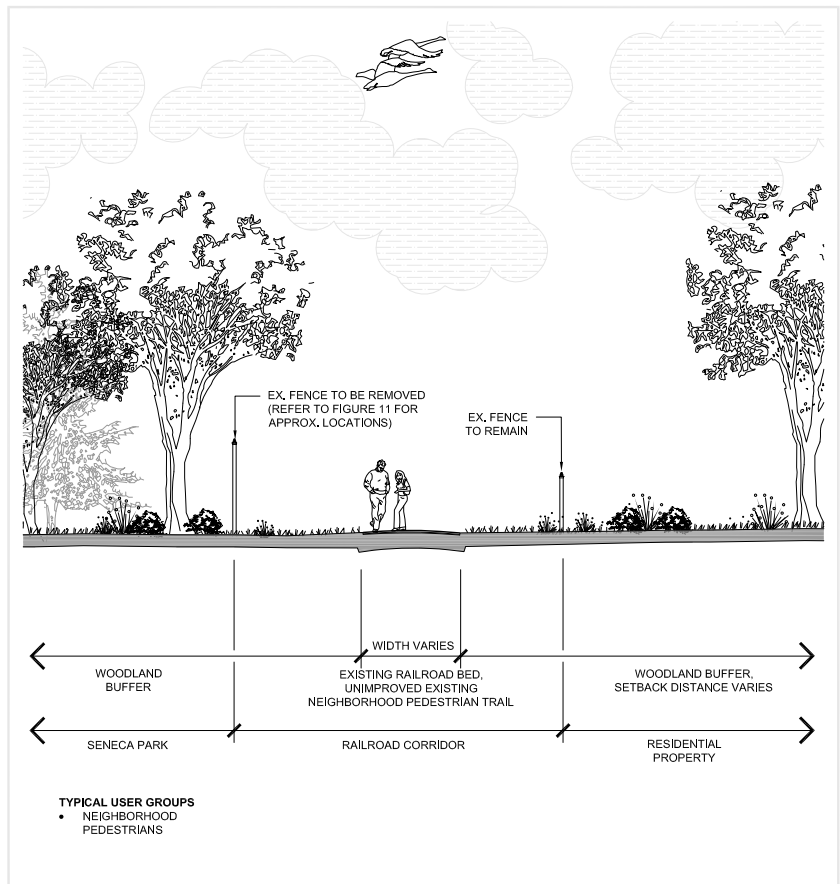 EX. FENCE TO BE REMOVED
(REFER TO FIGURE 11 FOR
APPROX. LOCATIONS)
EX. FENCE
TO REMAIN
WIDTH VARIES
WOODLAND
BUFFER
EXISTING RAILROAD BED,
UNIMPROVED EXISTING
NEIGHBORHOOD PEDESTRIAN TRAIL
WOODLAND BUFFER,
SETBACK DISTANCE VARIES
SENECA PARK
RAILROAD CORRIDOR
RESIDENTIAL
PROPERTY
TYPICAL USER GROUPS
• NEIGHBORHOOD
PEDESTRIANS